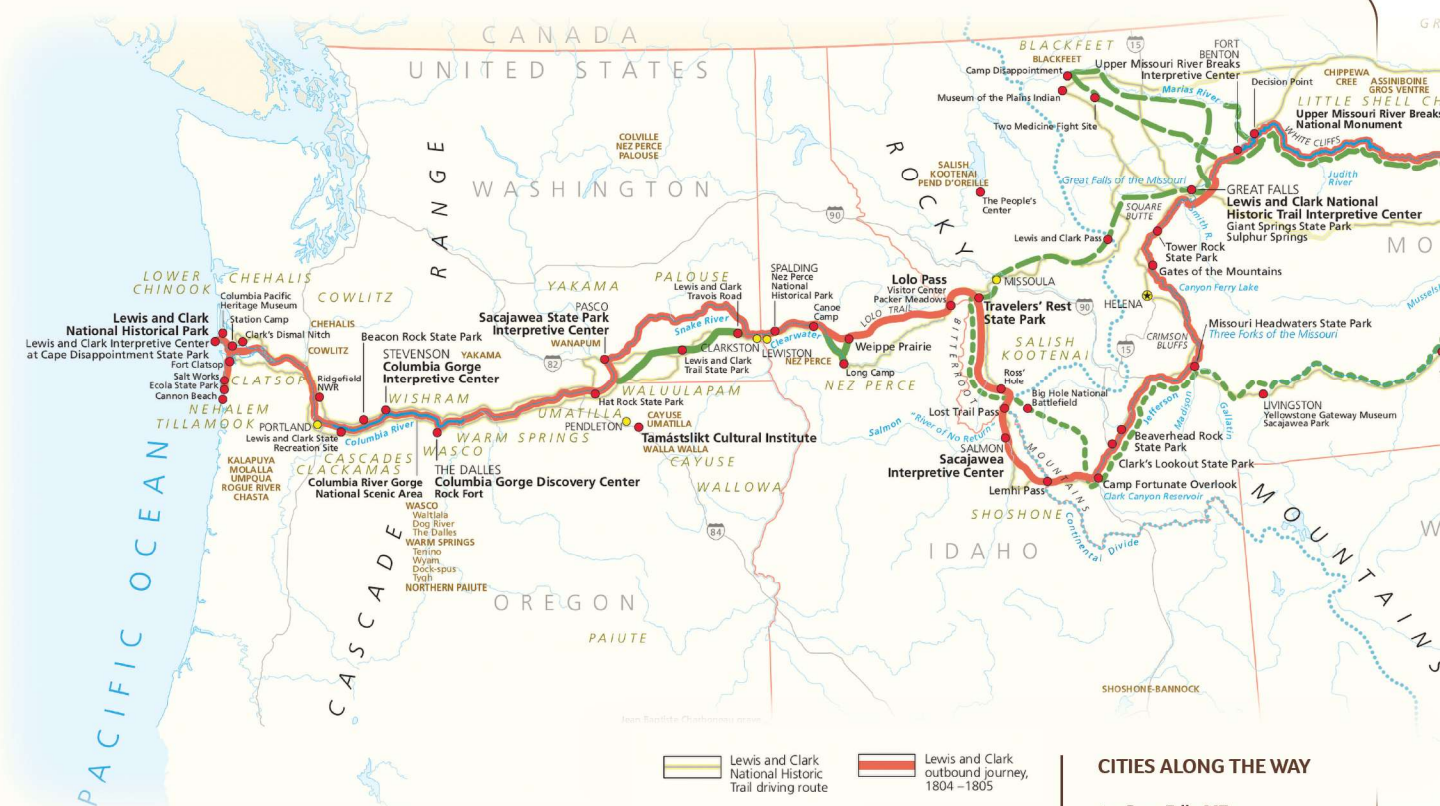 CANADA
UNITED STATES
WASHINGTON
OREGON
IDAHO
MO
W
GR
PACIFIC OCEAN
CASCADE RANGE
ROCKY MOUNTAINS
BITTERROOT MOUNTAINS
BLACKFEET
BLACKFEET
15
FORT
BENTON
Upper Missouri River Breaks
Interpretive Center
Camp Disappointment
Museum of the Plains Indian
Two Medicine Fight Site
Marias River
Decision Point
CHIPPEWA
CREE
ASSINIBOINE
GROS VENTRE
LITTLE SHELL CH
Upper Missouri River Breaks
National Monument
WHITE CLIFFS
Judith
River
COLVILLE
NEZ PERCE
PALOUSE
SALISH
KOOTENAI
PEND D'OREILLE
The People's
Center
Great Falls of the Missouri
SQUARE
BUTTE
Smith R.
GREAT FALLS
Lewis and Clark National
Historic Trail Interpretive Center
Giant Springs State Park
Sulphur Springs
90
Lewis and Clark Pass
Tower Rock
State Park
Gates of the Mountains
Canyon Ferry Lake
Musselsh
HELENA
MISSOULA
90
15
CRIMSON
BLUFFS
Missouri Headwaters State Park
Three Forks of the Missouri
LOWER
CHINOOK
CHEHALIS
COWLITZ
Columbia Pacific
Heritage Museum
Station Camp
Clark's Dismal Nitch
CHEHALIS
COWLITZ
Lewis and Clark
National Historical Park
Lewis and Clark Interpretive Center
at Cape Disappointment State Park
Fort Clatsop
Salt Works
Ecola State Park
Cannon Beach
CLATSOP
NEHALEM
TILLAMOOK
Ridgefield
NWR
Beacon Rock State Park
STEVENSON
Columbia Gorge
Interpretive Center
YAKAMA
WISHRAM
PORTLAND
Lewis and Clark State
Recreation Site
Columbia River
KALAPUYA
MOLALLA
UMPQUA
ROGUE RIVER
CHASTA
CASCADES
CLACKAMAS
Columbia River Gorge
National Scenic Area
WASCO
WARM SPRINGS
THE DALLES
Columbia Gorge Discovery Center
Rock Fort
WASCO
Waltlala
Dog River
The Dalles
WARM SPRINGS
Tenino
Wyam
Dock-spus
Tygh
NORTHERN PAIUTE
YAKAMA
PASCO
Sacajawea State Park
Interpretive Center
WANAPUM
82
PALOUSE
Lewis and Clark
Travois Road
Snake River
SPALDING
Nez Perce
National
Historical Park
Canoe
Camp
CLARKSTON
LEWISTON
Clearwater
NEZ PERCE
Lewis and Clark
Trail State Park
WALUULAPAM
Hat Rock State Park
UMATILLA
PENDLETON
CAYUSE
UMATILLA
Tamástslikt Cultural Institute
WALLA WALLA
CAYUSE
WALLOWA
84
PAIUTE
Lolo Pass
Visitor Center
Packer Meadows
LOLO TRAIL
Weippe Prairie
Long Camp
NEZ PERCE
Travelers' Rest
State Park
SALISH
KOOTENAI
Ross'
Hole
Big Hole National
Battlefield
Lost Trail Pass
Salmon "River of No Return"
SALMON
Sacajawea
Interpretive Center
Lemhi Pass
SHOSHONE
Continental Divide
Jefferson
Madison
Gallatin
Beaverhead Rock
State Park
Clark's Lookout State Park
Camp Fortunate Overlook
Clark Canyon Reservoir
LIVINGSTON
Yellowstone Gateway Museum
Sacajawea Park
SHOSHONE-BANNOCK
Lewis and Clark
National Historic
Trail driving route
Lewis and Clark
outbound journey,
1804 –1805
CITIES ALONG THE WAY